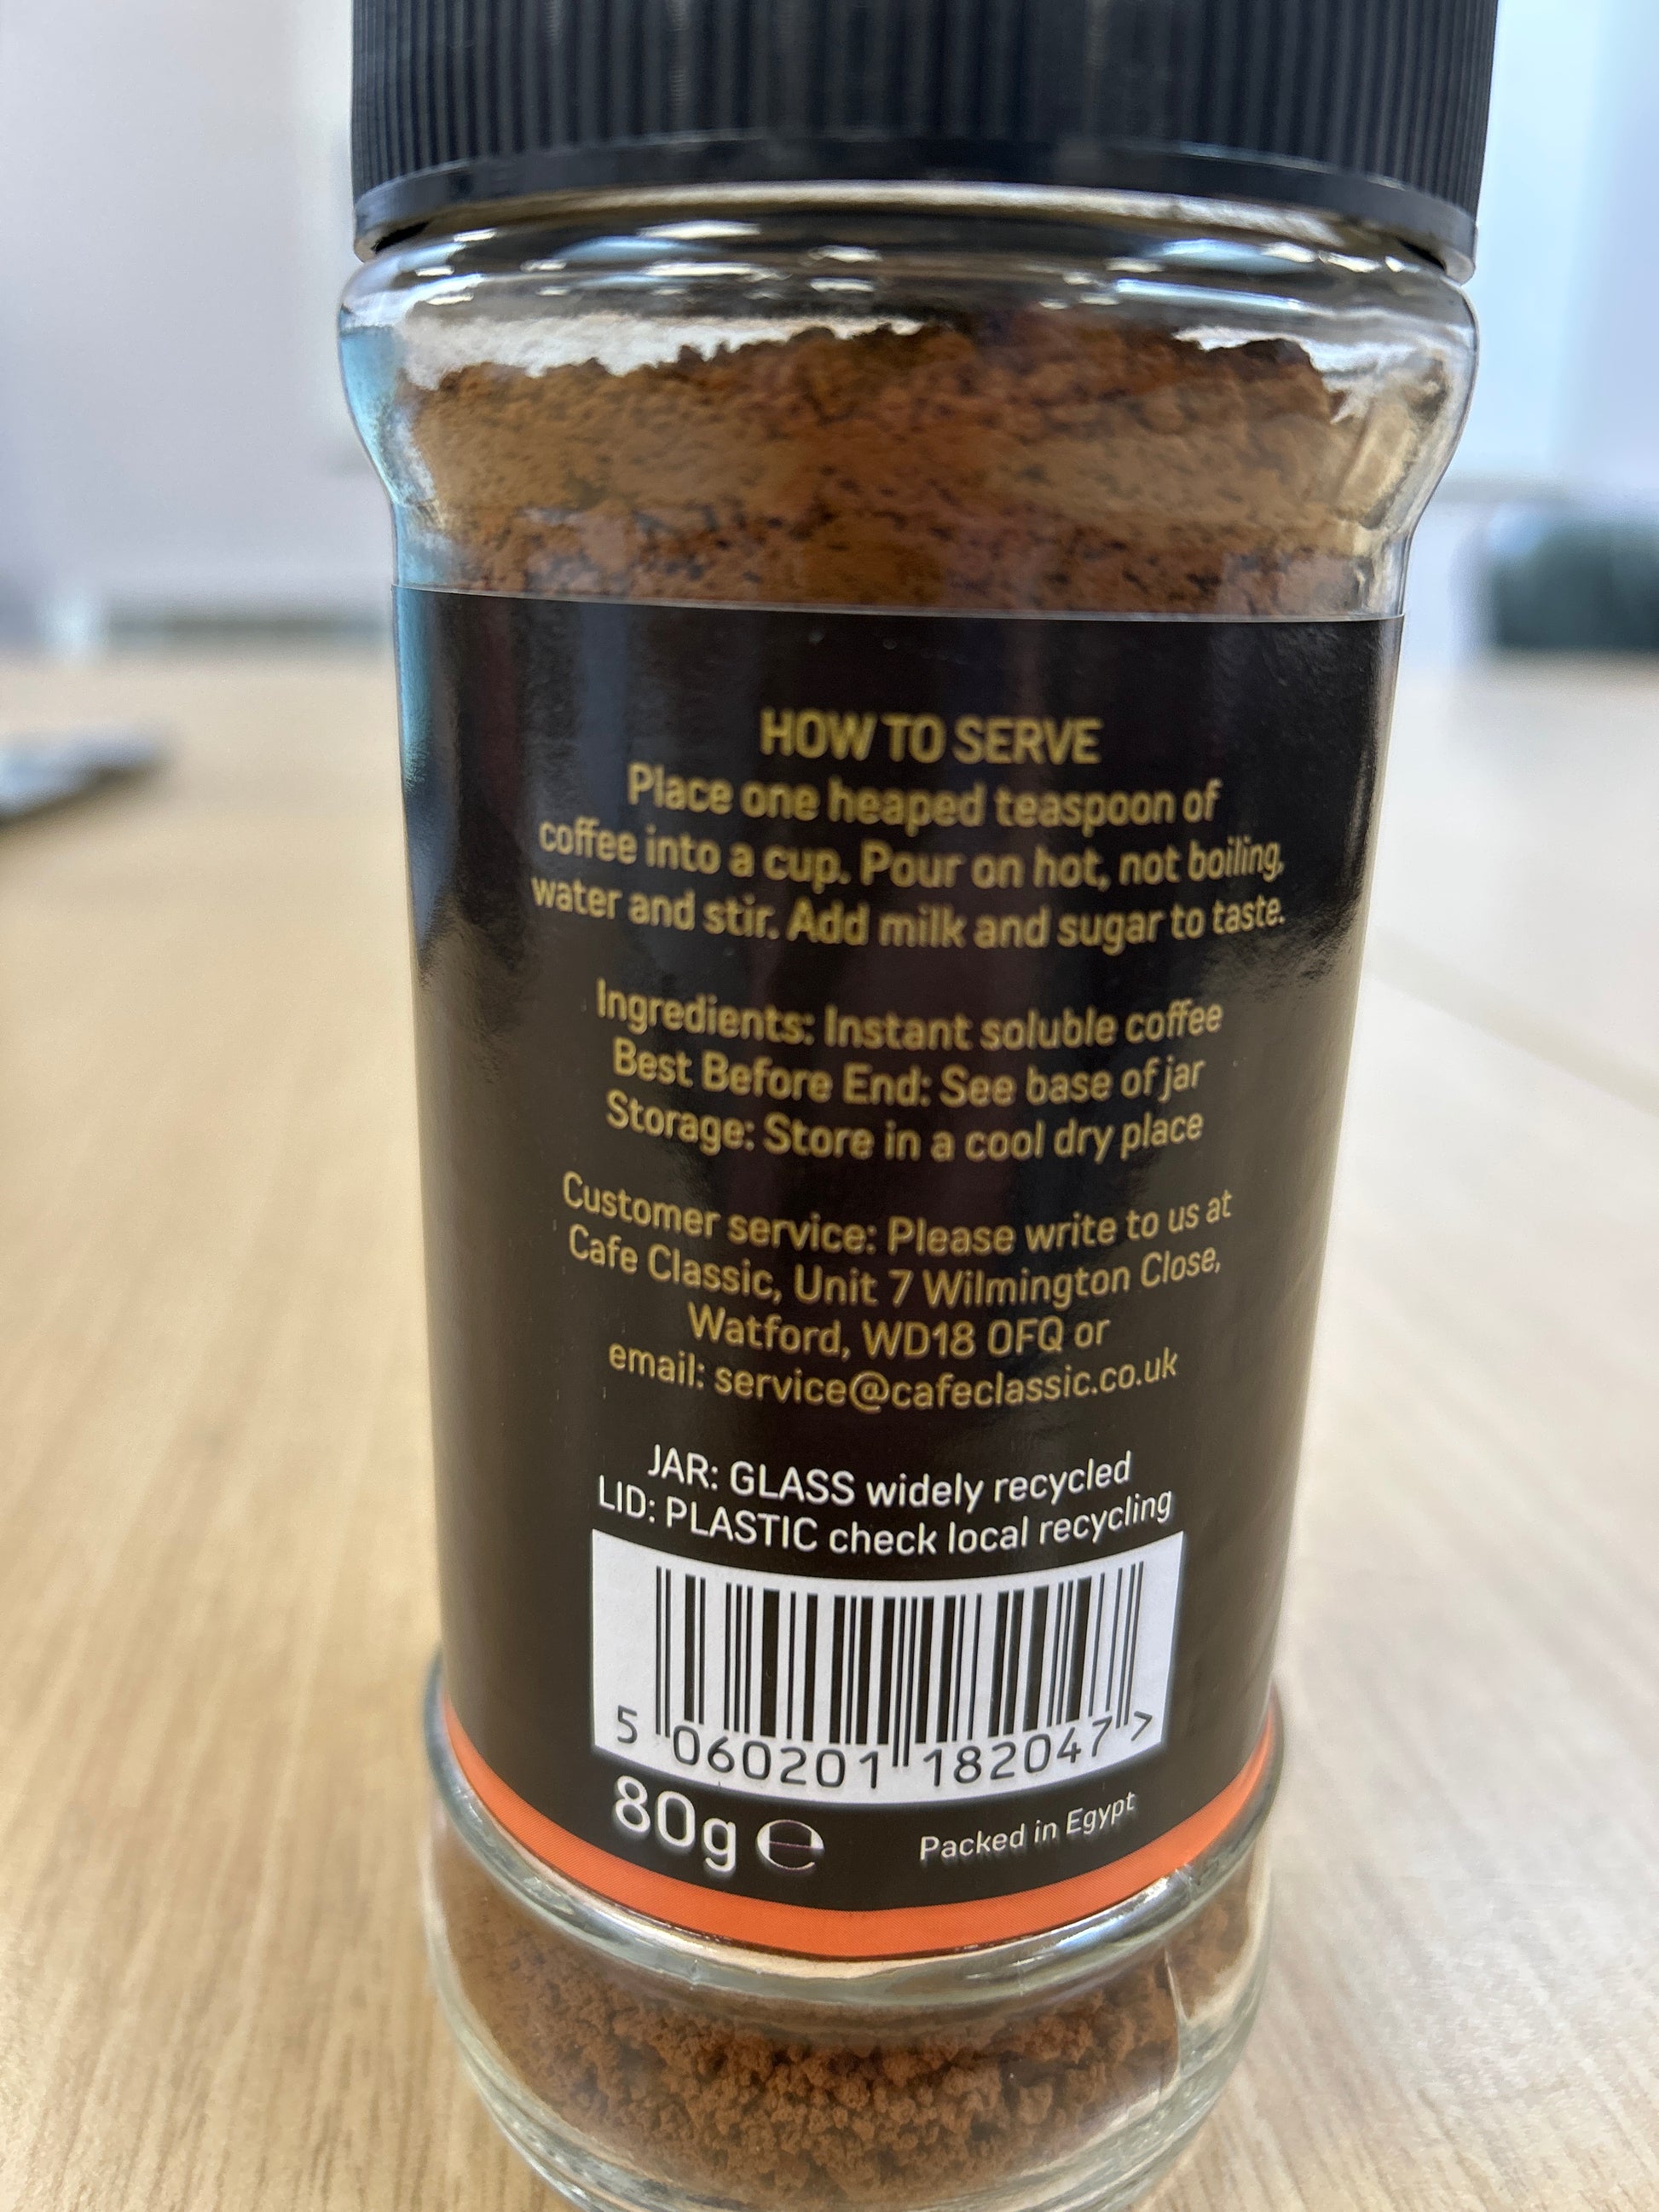 HOW TO SERVE
Place one heaped teaspoon of
coffee into a cup. Pour on hot, not boiling,
water and stir. Add milk and sugar to taste.
Ingredients: Instant soluble coffee
Best Before End: See base of jar
Storage: Store in a cool dry place
Customer service: Please write to us at
Cafe Classic, Unit 7 Wilmington Close,
Watford, WD18 0FQ or
email: service@cafeclassic.co.uk
JAR: GLASS widely recycled
LID: PLASTIC check local recycling
5 060201 182047 >
80g ℮ Packed in Egypt